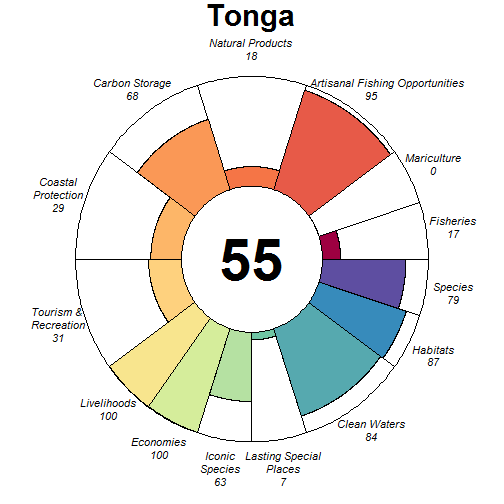 Tonga
Natural Products
18
Artisanal Fishing Opportunities
95
Mariculture
0
Fisheries
17
Species
79
Habitats
87
Clean Waters
84
Lasting Special
Places
7
Iconic
Species
63
Economies
100
Livelihoods
100
Tourism &
Recreation
31
Coastal
Protection
29
Carbon Storage
68
55